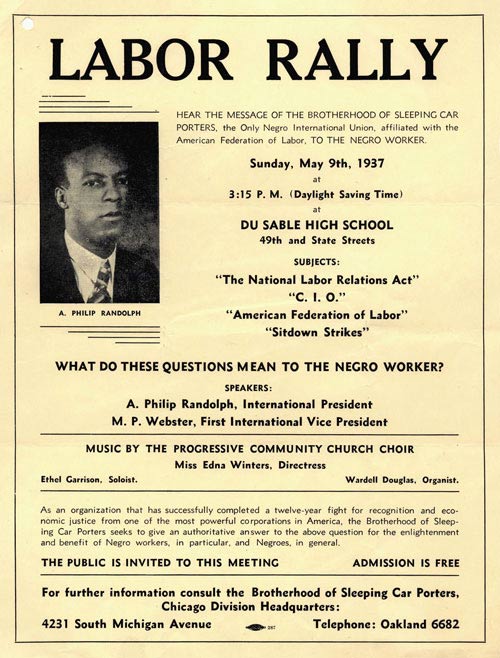 LABOR RALLY
HEAR THE MESSAGE OF THE BROTHERHOOD OF SLEEPING CAR
PORTERS, the Only Negro International Union, affiliated with the
American Federation of Labor, TO THE NEGRO WORKER.
Sunday, May 9th, 1937
at
3:15 P. M. (Daylight Saving Time)
at
DU SABLE HIGH SCHOOL
49th and State Streets
SUBJECTS:
"The National Labor Relations Act"
"C. I. O."
"American Federation of Labor"
"Sitdown Strikes"
A. PHILIP RANDOLPH
WHAT DO THESE QUESTIONS MEAN TO THE NEGRO WORKER?
SPEAKERS:
A. Philip Randolph, International President
M. P. Webster, First International Vice President
MUSIC BY THE PROGRESSIVE COMMUNITY CHURCH CHOIR
Miss Edna Winters, Directress
Ethel Garrison, Soloist. Wardell Douglas, Organist.
As an organization that has successfully completed a twelve-year fight for recognition and eco-
nomic justice from one of the most powerful corporations in America, the Brotherhood of Sleep-
ing Car Porters seeks to give an authoritative answer to the above question for the enlightenment
and benefit of Negro workers, in particular, and Negroes, in general.
THE PUBLIC IS INVITED TO THIS MEETING ADMISSION IS FREE
For further information consult the Brotherhood of Sleeping Car Porters,
Chicago Division Headquarters:
4231 South Michigan Avenue 287 Telephone: Oakland 6682